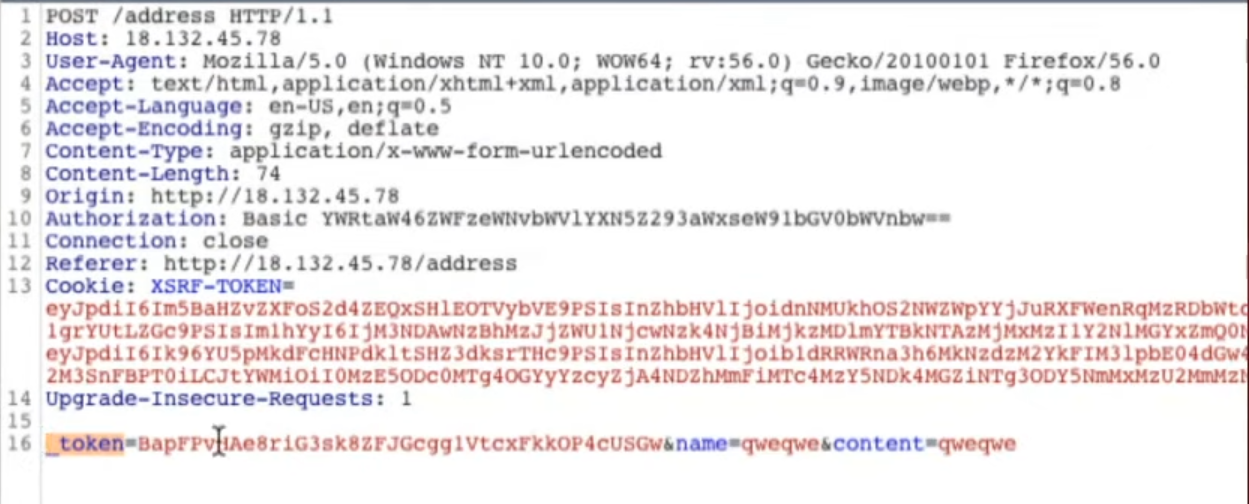 1 POST /address HTTP/1.1
2 Host: 18.132.45.78
3 User-Agent: Mozilla/5.0 (Windows NT 10.0; WOW64; rv:56.0) Gecko/20100101 Firefox/56.0
4 Accept: text/html,application/xhtml+xml,application/xml;q=0.9,image/webp,*/*;q=0.8
5 Accept-Language: en-US,en;q=0.5
6 Accept-Encoding: gzip, deflate
7 Content-Type: application/x-www-form-urlencoded
8 Content-Length: 74
9 Origin: http://18.132.45.78
10 Authorization: Basic YWRtaW46ZWFzeWNvbWVlYXN5Z293aWxseW91bGV0bWVnbw==
11 Connection: close
12 Referer: http://18.132.45.78/address
13 Cookie: XSRF-TOKEN=
14 Upgrade-Insecure-Requests: 1
15
16 _token=BapFPvHAe8riG3sk8ZFJGcgglVtcxFkkOP4cUSGw&name=qweqwe&content=qweqwe